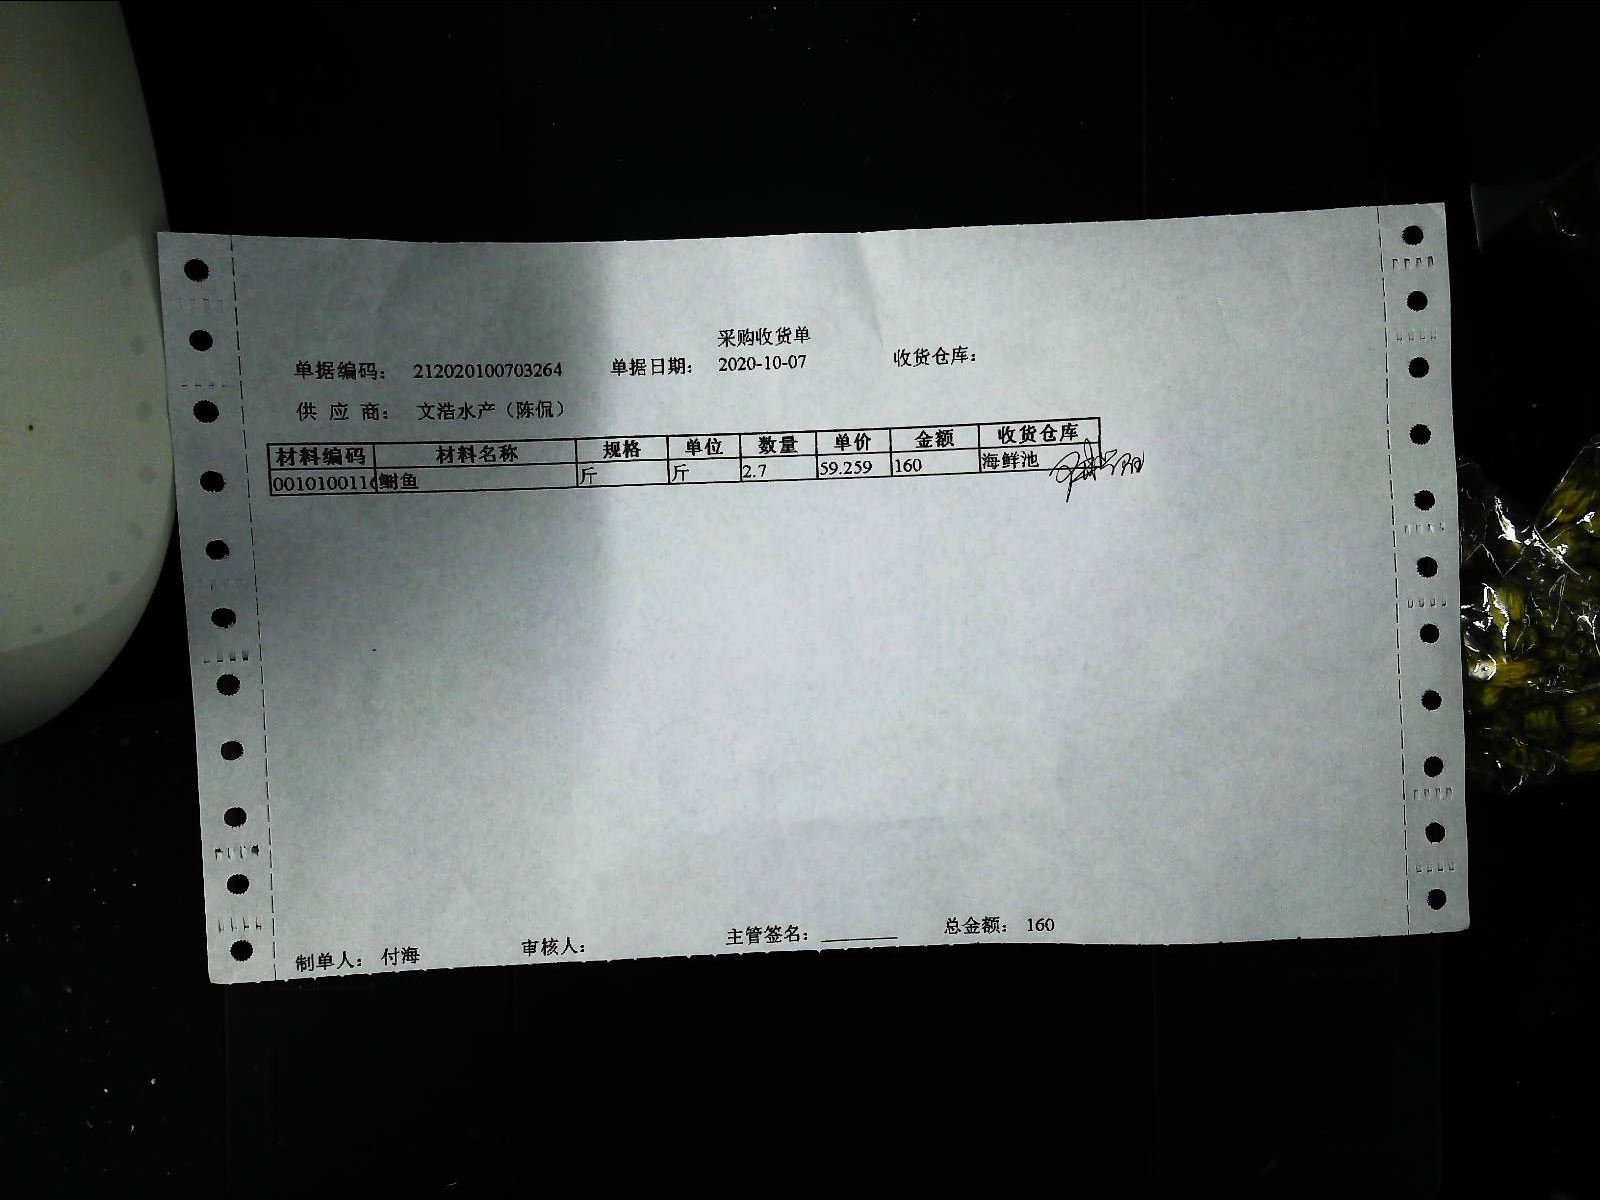 采购收货单
单据编码： 212020100703264 单据日期： 2020-10-07 收货仓库：
供 应 商： 文浩水产（陈侃）
材料编码 材料名称 规格 单位 数量 单价 金额 收货仓库
0010100116 鲥鱼 斤 斤 2.7 59.259 160 海鲜池
制单人： 付海 审核人： 主管签名： 总金额： 160